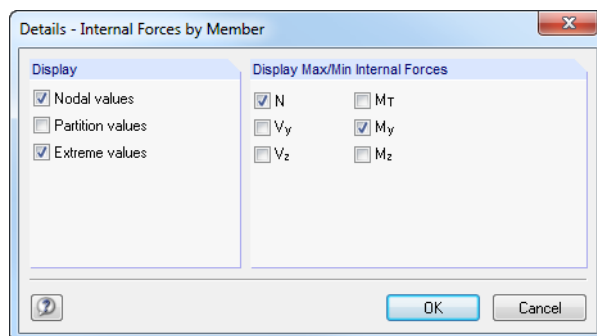 Details - Internal Forces by Member
Display
Nodal values
Partition values
Extreme values
Display Max/Min Internal Forces
N
Vy
Vz
MT
My
Mz
OK
Cancel